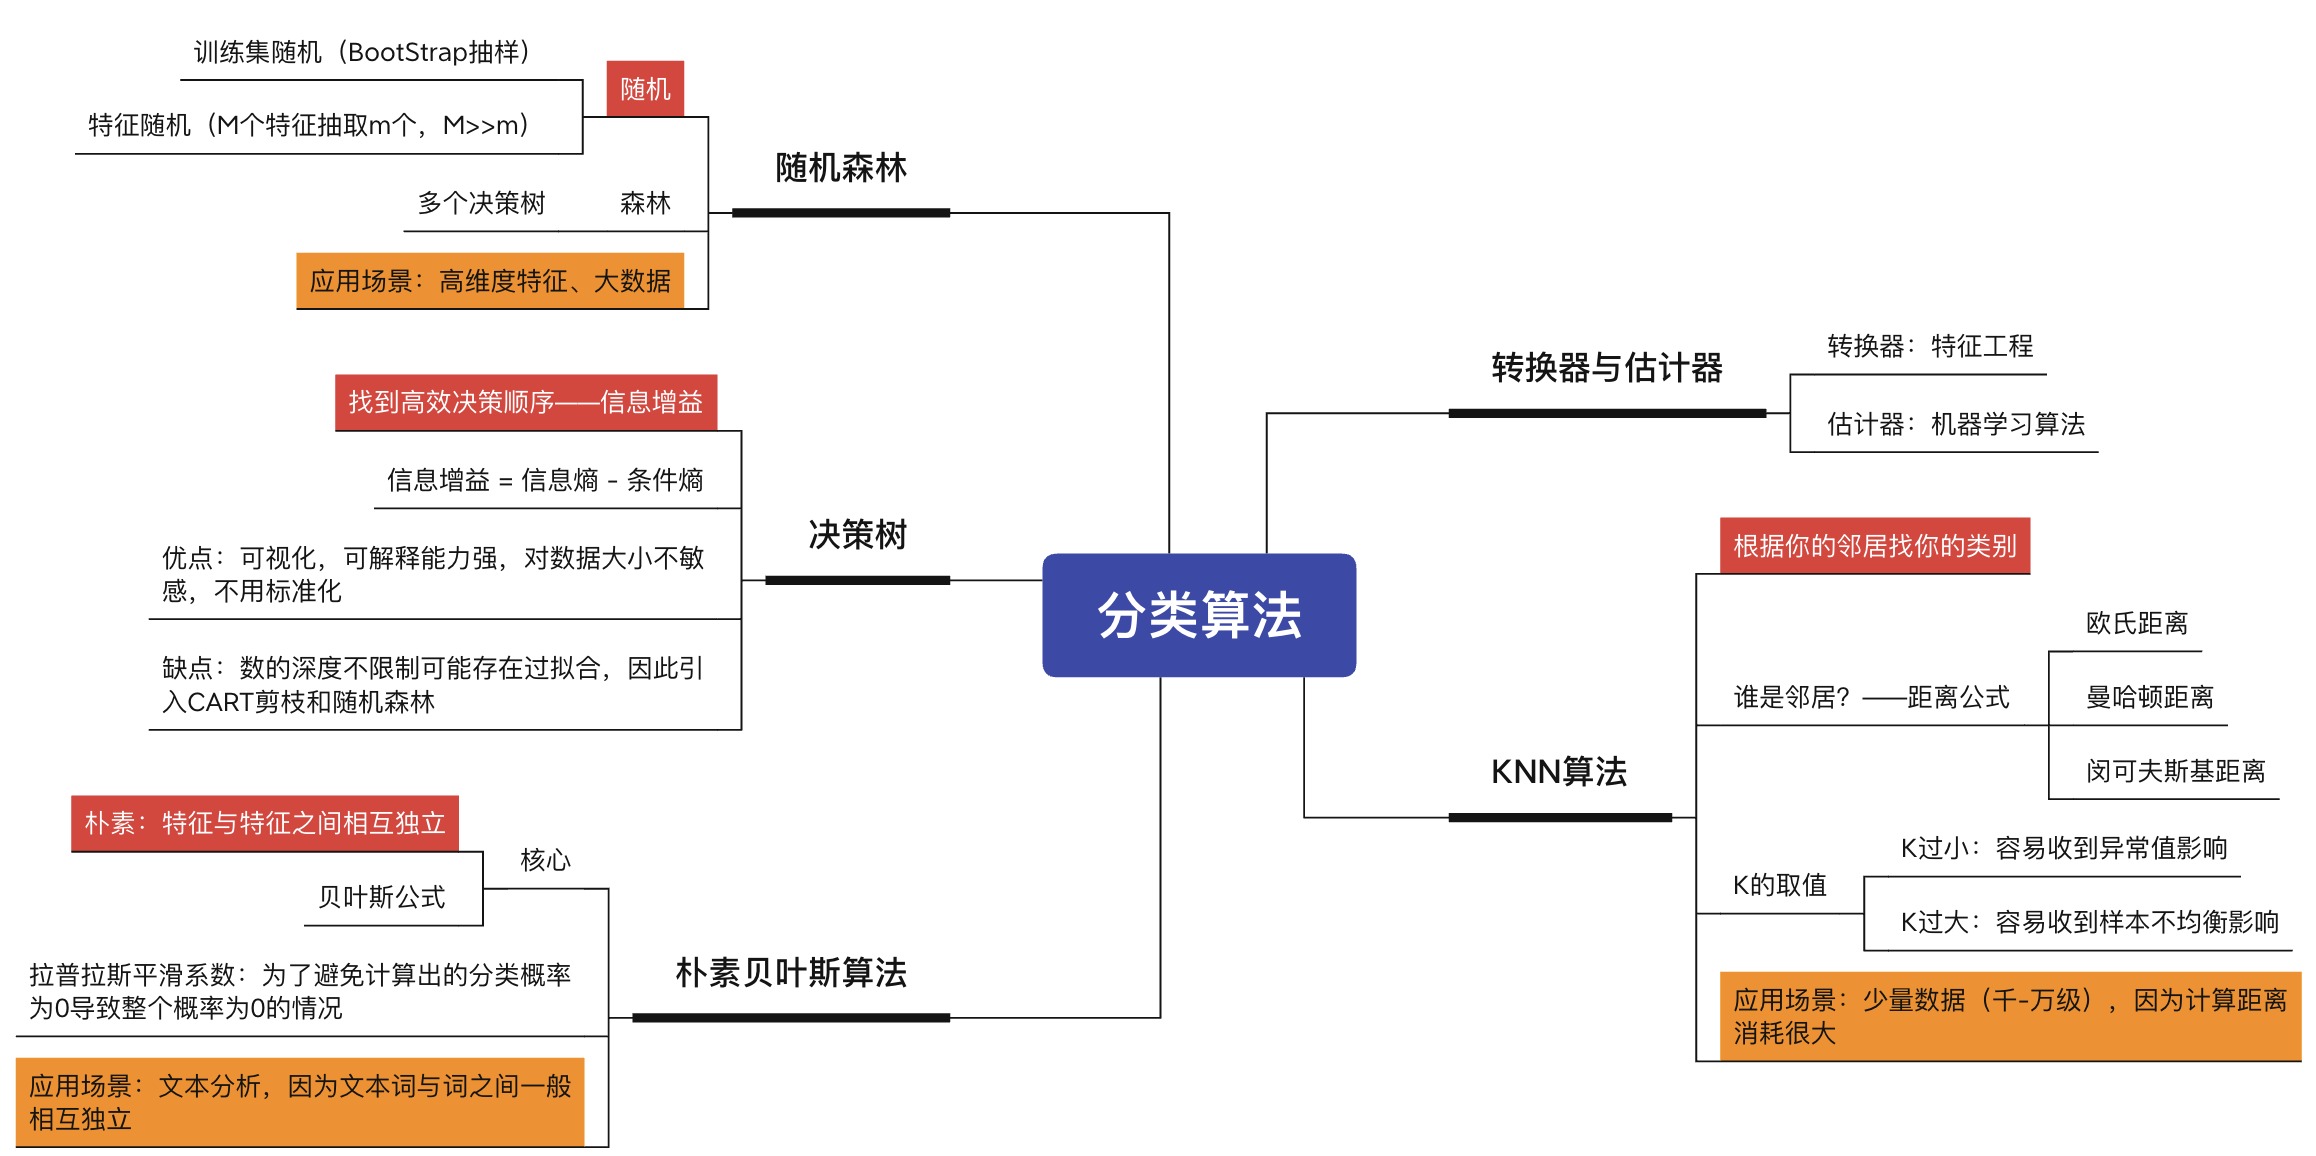 分类算法
转换器与估计器
转换器：特征工程
估计器：机器学习算法
KNN算法
根据你的邻居找你的类别
谁是邻居？——距离公式
欧氏距离
曼哈顿距离
闵可夫斯基距离
K的取值
K过小：容易收到异常值影响
K过大：容易收到样本不均衡影响
应用场景：少量数据（千-万级），因为计算距离
消耗很大
随机森林
随机
训练集随机（BootStrap抽样）
特征随机（M个特征抽取m个，M>>m）
森林
多个决策树
应用场景：高维度特征、大数据
决策树
找到高效决策顺序——信息增益
信息增益 = 信息熵 - 条件熵
优点：可视化，可解释能力强，对数据大小不敏
感，不用标准化
缺点：数的深度不限制可能存在过拟合，因此引
入CART剪枝和随机森林
朴素贝叶斯算法
核心
朴素：特征与特征之间相互独立
贝叶斯公式
拉普拉斯平滑系数：为了避免计算出的分类概率
为0导致整个概率为0的情况
应用场景：文本分析，因为文本词与词之间一般
相互独立